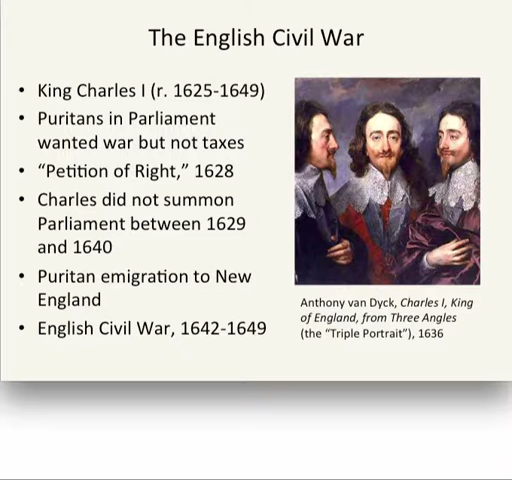 The English Civil War
• King Charles I (r. 1625-1649)
• Puritans in Parliament
wanted war but not taxes
• “Petition of Right,” 1628
• Charles did not summon
Parliament between 1629
and 1640
• Puritan emigration to New
England
• English Civil War, 1642-1649
Anthony van Dyck, Charles I, King
of England, from Three Angles
(the “Triple Portrait”), 1636